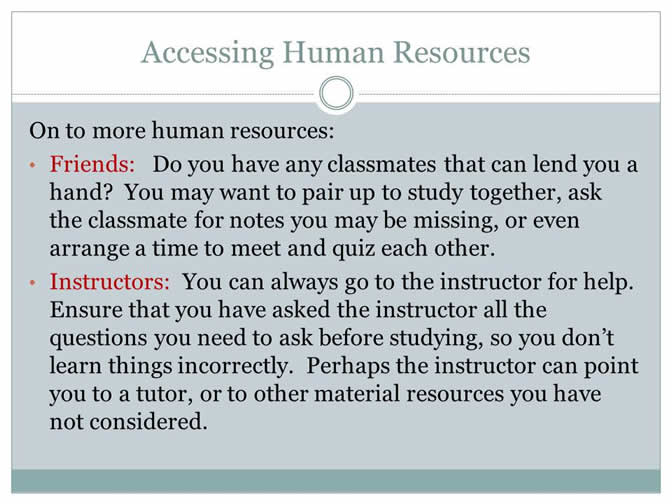 Accessing Human Resources
On to more human resources:
• Friends:  Do you have any classmates that can lend you a
hand?  You may want to pair up to study together, ask
the classmate for notes you may be missing, or even
arrange a time to meet and quiz each other.
• Instructors:  You can always go to the instructor for help.
Ensure that you have asked the instructor all the
questions you need to ask before studying, so you don’t
learn things incorrectly.  Perhaps the instructor can point
you to a tutor, or to other material resources you have
not considered.